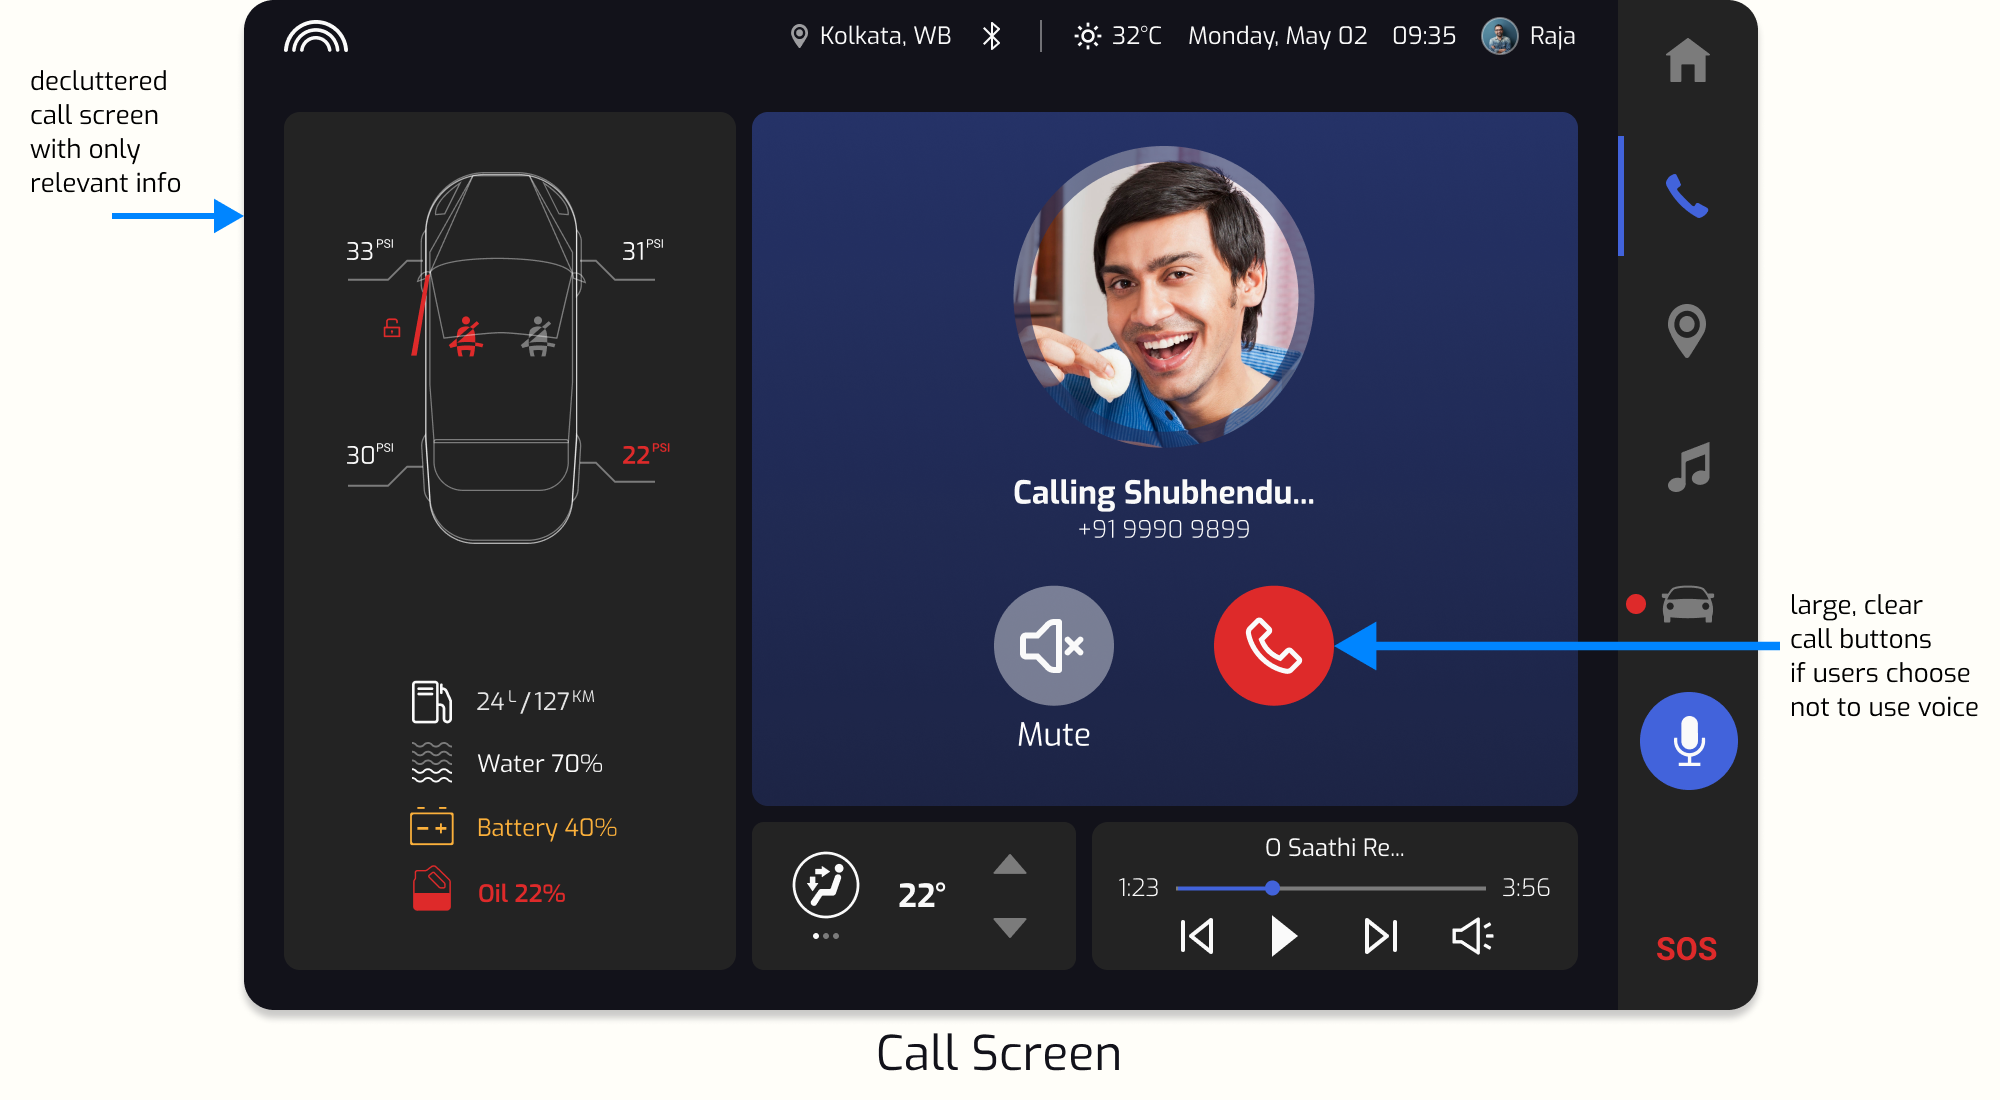 decluttered
call screen
with only
relevant info
Kolkata, WB
32°C
Monday, May 02
09:35
Raja
33 PSI
31 PSI
30 PSI
22 PSI
24 L / 127 KM
Water 70%
Battery 40%
Oil 22%
Calling Shubhendu...
+91 9990 9899
Mute
22°
O Saathi Re...
1:23
3:56
SOS
large, clear
call buttons
if users choose
not to use voice
Call Screen